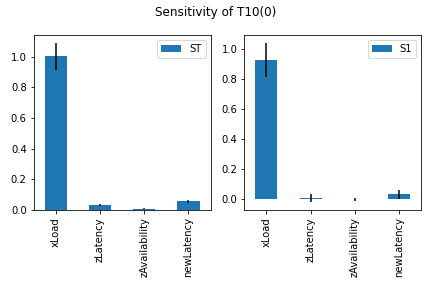 Sensitivity of T10(0)
ST
1.0
0.8
0.6
0.4
0.2
0.0
xLoad
zLatency
zAvailability
newLatency
S1
1.0
0.8
0.6
0.4
0.2
0.0
xLoad
zLatency
zAvailability
newLatency